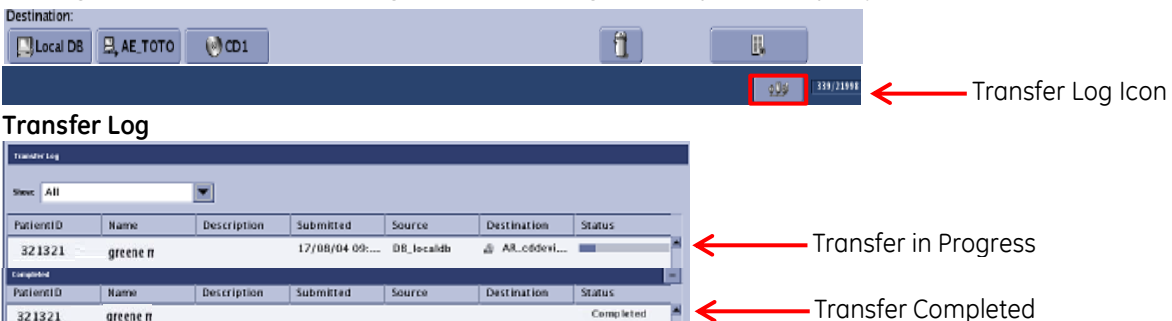 Destination:
Local DB AE_TOTO CD1
339/21998
Transfer Log Icon
Transfer Log
Transfer Log
Show: All
PatientID Name Description Submitted Source Destination Status
321321 greene rr 17/08/04 09:... DB_localdb AR_cddevi...
Transfer in Progress
Completed
PatientID Name Description Submitted Source Destination Status
321321 greene rr Completed
Transfer Completed